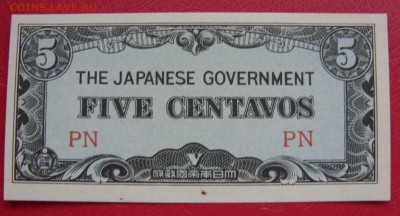 COINS.LAVE.RU
5 5
THE JAPANESE GOVERNMENT
FIVE CENTAVOS
PN PN